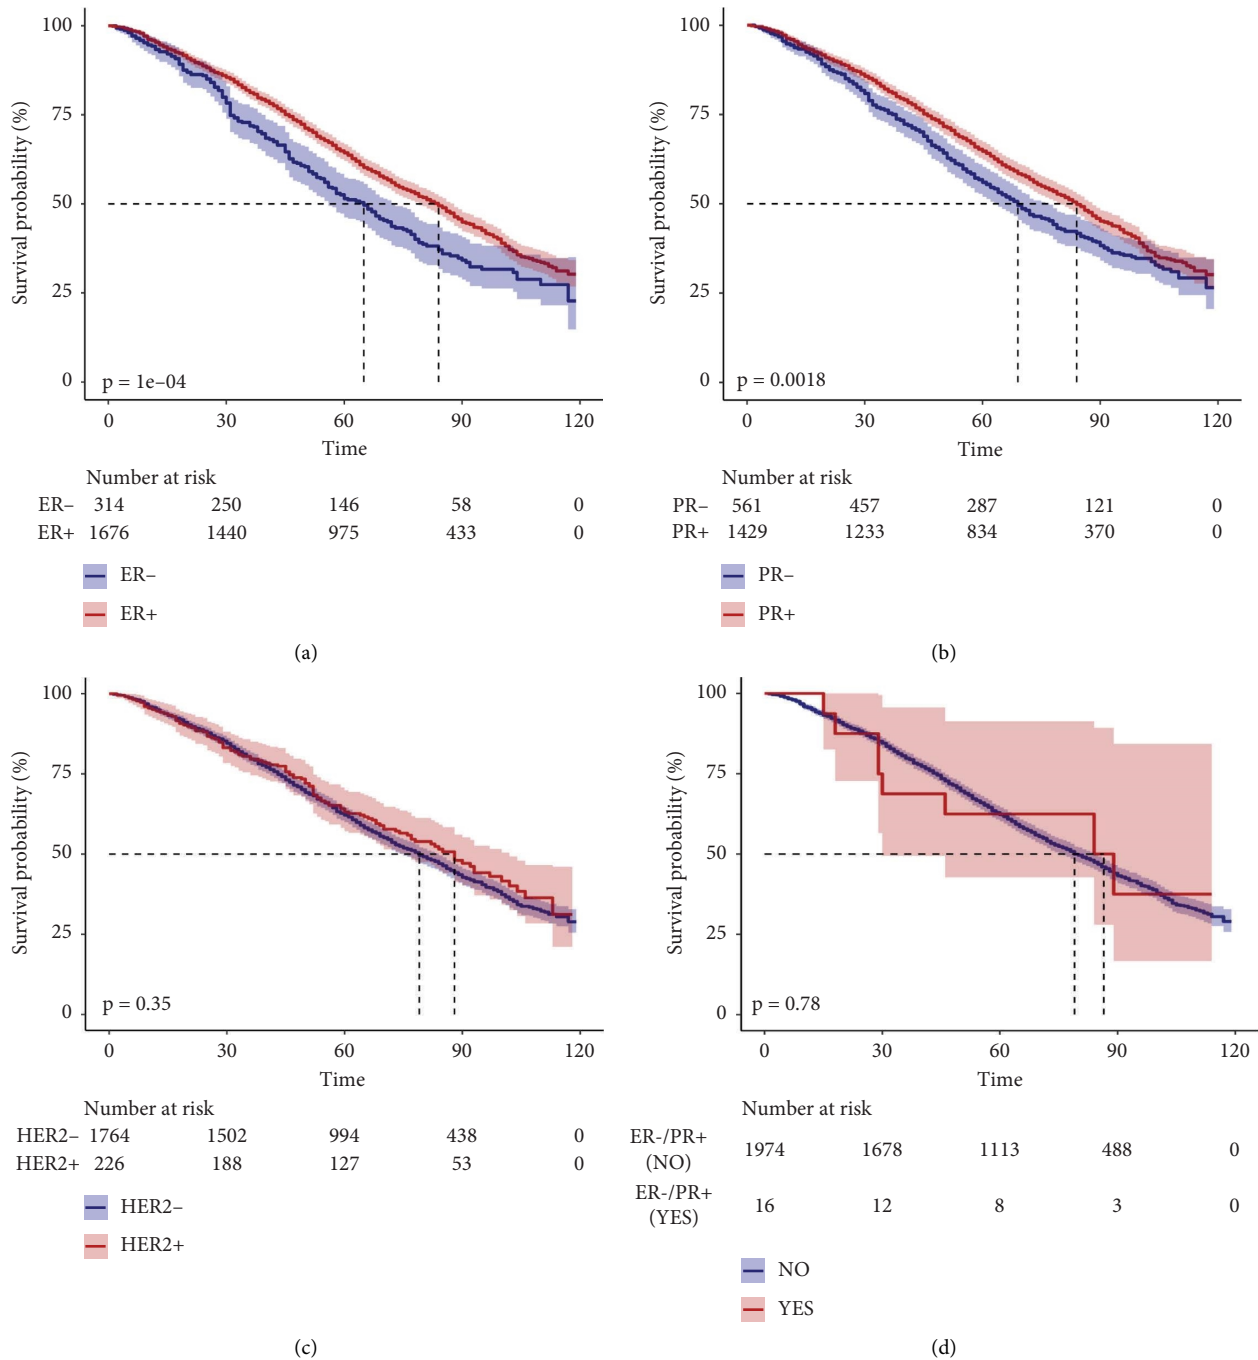 100
75
50
25
0
Survival probability (%)
p = 1e–04
0 30 60 90 120
Time
Number at risk
ER– 314 250 146 58 0
ER+ 1676 1440 975 433 0
ER–
ER+
(a)
100
75
50
25
0
Survival probability (%)
p = 0.0018
0 30 60 90 120
Time
Number at risk
PR– 561 457 287 121 0
PR+ 1429 1233 834 370 0
PR–
PR+
(b)
100
75
50
25
0
Survival probability (%)
p = 0.35
0 30 60 90 120
Time
Number at risk
HER2– 1764 1502 994 438 0
HER2+ 226 188 127 53 0
HER2–
HER2+
(c)
100
75
50
25
0
Survival probability (%)
p = 0.78
0 30 60 90 120
Time
Number at risk
ER-/PR+
(NO)
1974 1678 1113 488 0
ER-/PR+
(YES)
16 12 8 3 0
NO
YES
(d)